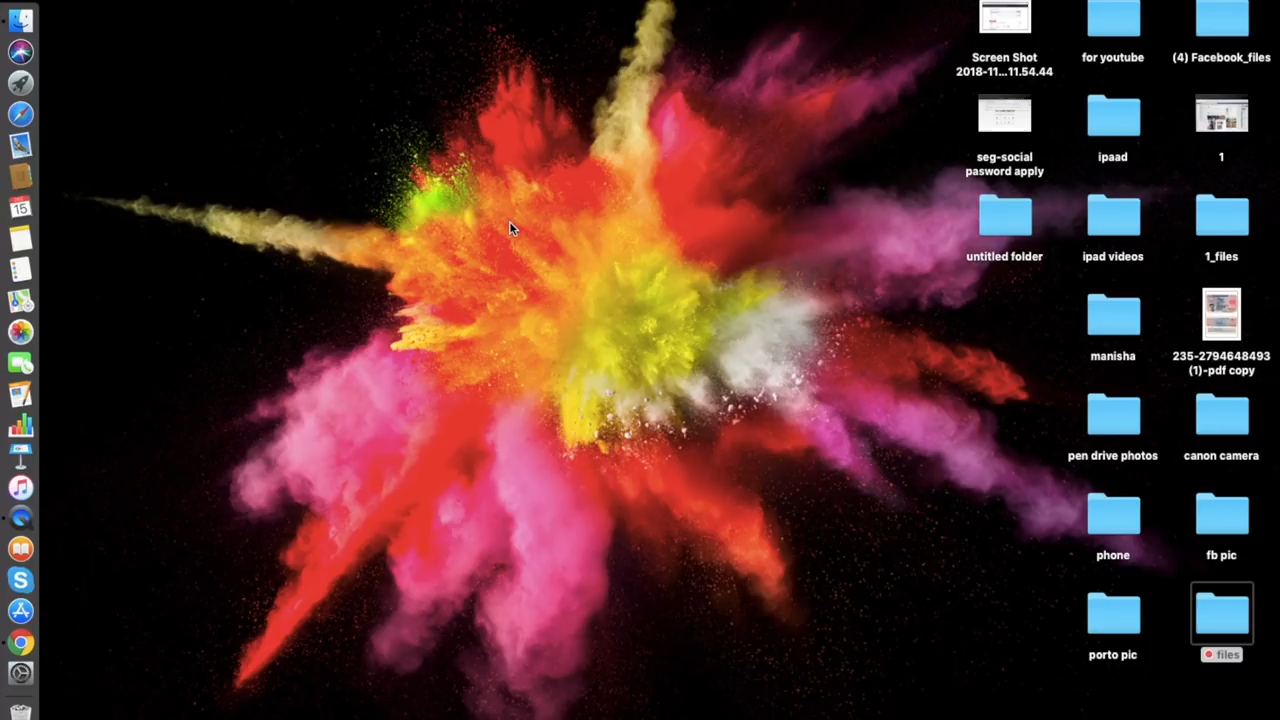 Screen Shot
2018-11...11.54.44
for youtube
(4) Facebook_files
seg-social
pasword apply
ipaad
1
untitled folder
ipad videos
1_files
manisha
235-2794648493
(1)-pdf copy
pen drive photos
canon camera
phone
fb pic
porto pic
files
15
S